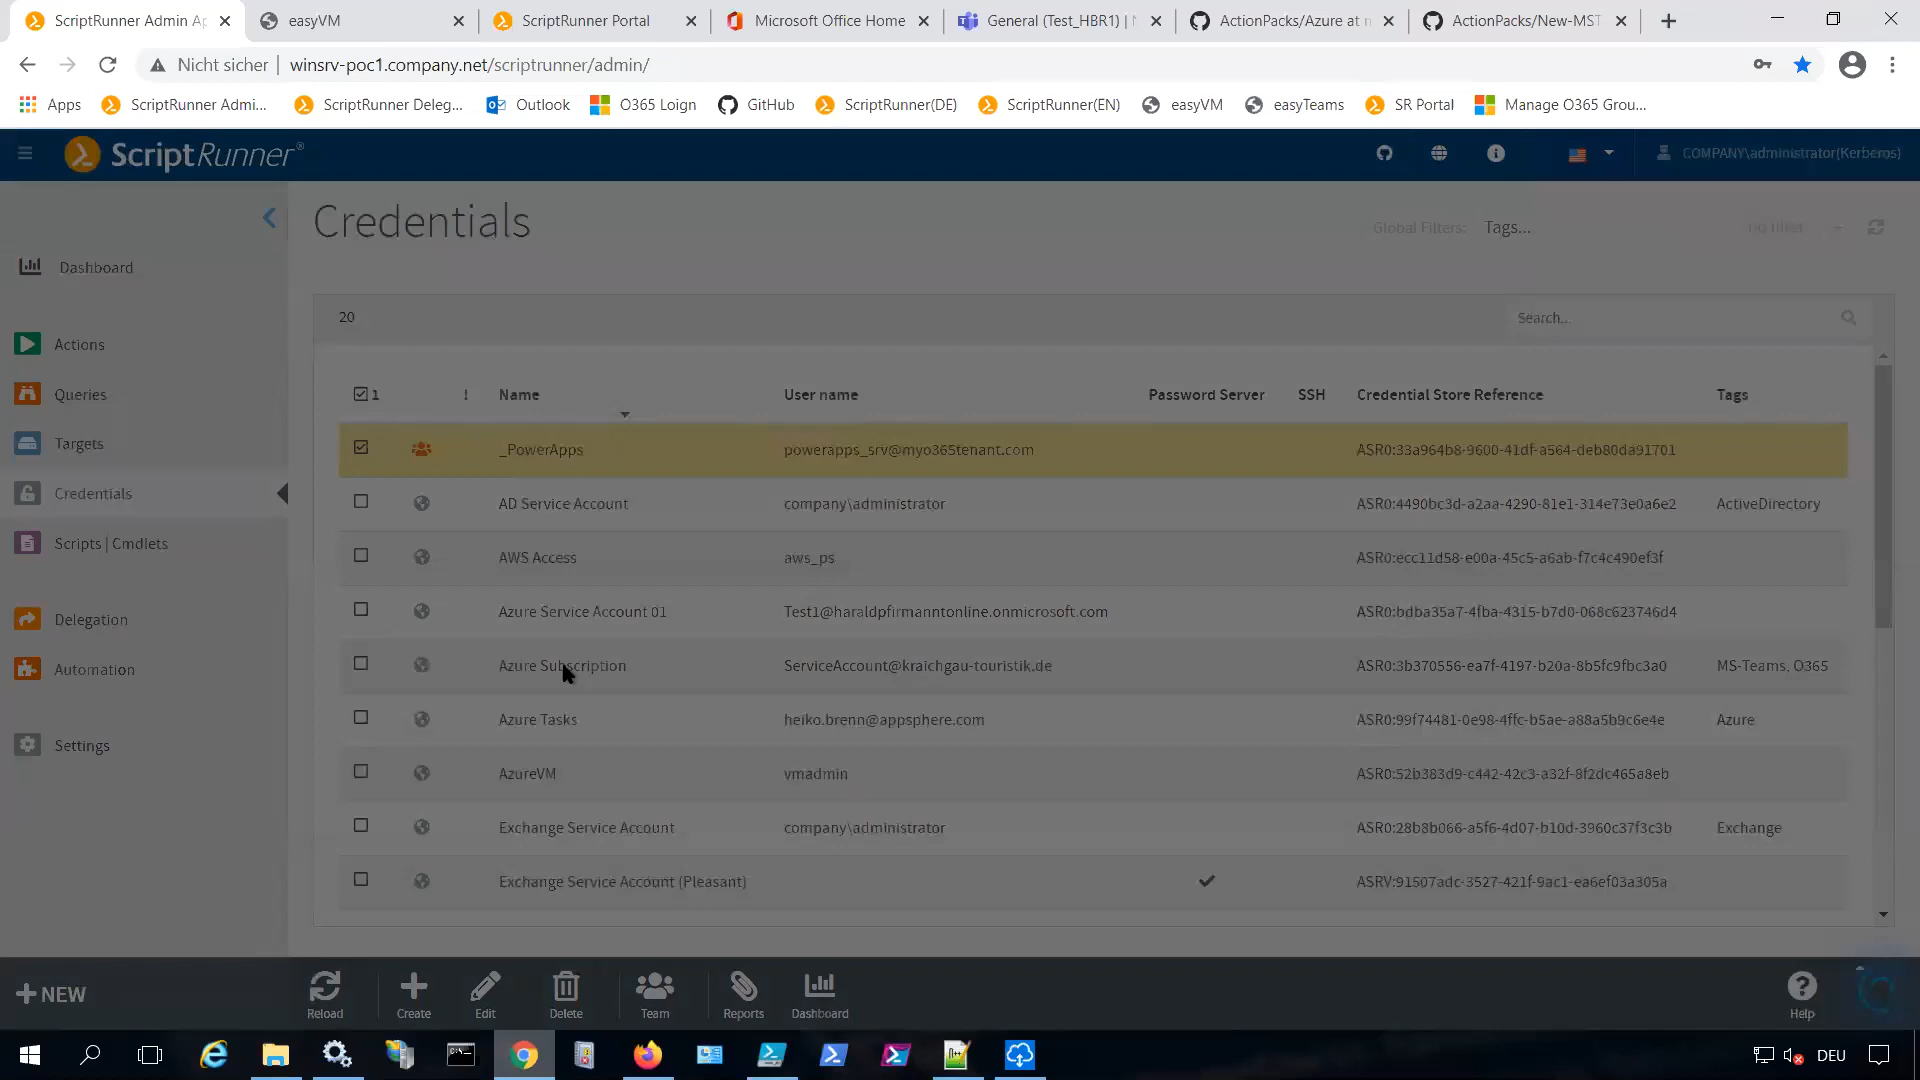 ScriptRunner Admin Ap
easyVM
ScriptRunner Portal
Microsoft Office Home
General (Test_HBR1) |
ActionPacks/Azure at
ActionPacks/New-MST
Nicht sicher
winsrv-poc1.company.net/scriptrunner/admin/
Apps
ScriptRunner Admi...
ScriptRunner Deleg...
Outlook
O365 Loign
GitHub
ScriptRunner(DE)
ScriptRunner(EN)
easyVM
easyTeams
SR Portal
Manage O365 Grou...
ScriptRunner®
COMPANY\administrator(Kerberos)
Credentials
Global Filters:
Tags...
no filter
Dashboard
Actions
Queries
Targets
Credentials
Scripts | Cmdlets
Delegation
Automation
Settings
20
Search...
1 ! Name User name Password Server SSH Credential Store Reference Tags
_PowerApps powerapps_srv@myo365tenant.com ASR0:33a964b8-9600-41df-a564-deb80da91701
AD Service Account company\administrator ASR0:4490bc3d-a2aa-4290-81e1-314e73e0a6e2 ActiveDirectory
AWS Access aws_ps ASR0:ecc11d58-e00a-45c5-a6ab-f7c4c490ef3f
Azure Service Account 01 Test1@haraldpfirmanntonline.onmicrosoft.com ASR0:bdba35a7-4fba-4315-b7d0-068c623746d4
Azure Subscription ServiceAccount@kraichgau-touristik.de ASR0:3b370556-ea7f-4197-b20a-8b5fc9fbc3a0 MS-Teams, O365
Azure Tasks heiko.brenn@appsphere.com ASR0:99f74481-0e98-4ffc-b5ae-a88a5b9c6e4e Azure
AzureVM vmadmin ASR0:52b383d9-c442-42c3-a32f-8f2dc465a8eb
Exchange Service Account company\administrator ASR0:28b8b066-a5f6-4d07-b10d-3960c37f3c3b Exchange
Exchange Service Account (Pleasant) ASRV:91507adc-3527-421f-9ac1-ea6ef03a305a
NEW
Reload
Create
Edit
Delete
Team
Reports
Dashboard
Help
DEU